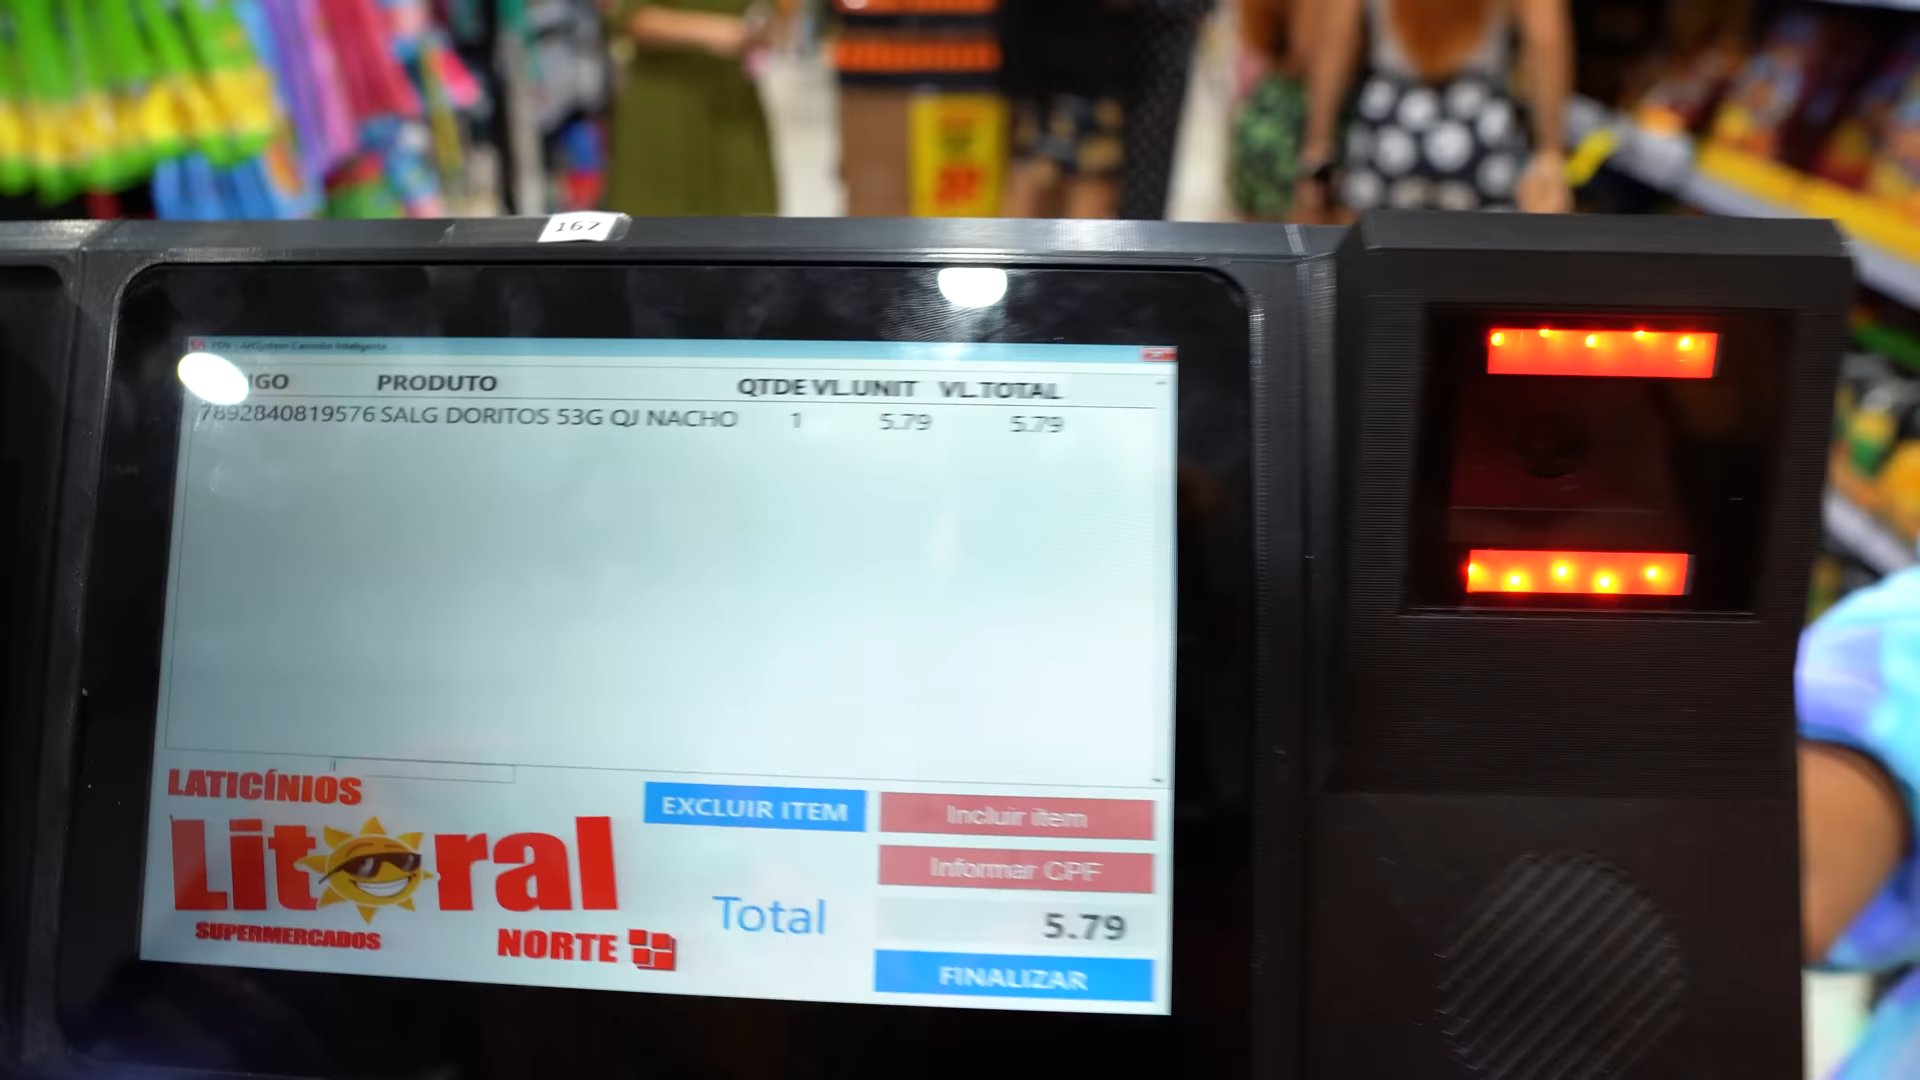 167
PDV - ArtSystem Carrinho Inteligente
IGO PRODUTO QTDE VL.UNIT VL.TOTAL
7892840819576 SALG DORITOS 53G QJ NACHO 1 5.79 5.79
LATICÍNIOS
Litoral
SUPERMERCADOS
NORTE
EXCLUIR ITEM
Incluir item
Informar CPF
Total 5.79
FINALIZAR